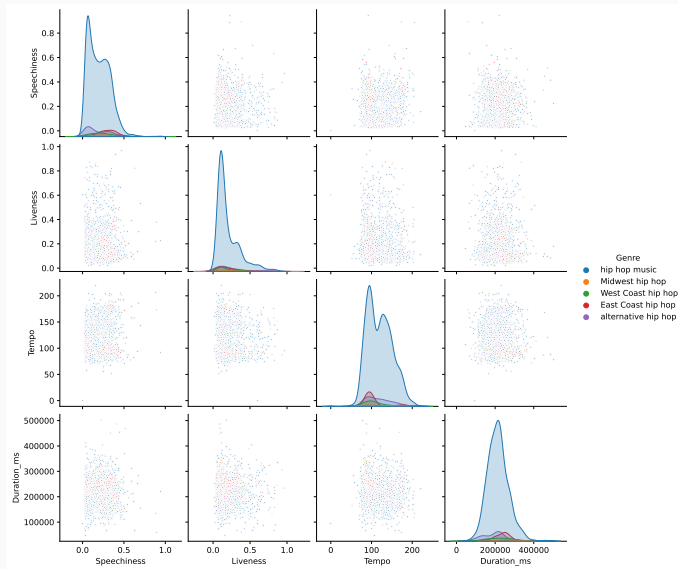 Speechiness
0.8
0.6
0.4
0.2
0.0
Liveness
1.0
0.8
0.6
0.4
0.2
0.0
Tempo
200
150
100
50
0
Duration_ms
500000
400000
300000
200000
100000
0.0 0.5 1.0
Speechiness
0.0 0.5 1.0
Liveness
0 100 200
Tempo
0 200000 400000
Duration_ms
Genre
hip hop music
Midwest hip hop
West Coast hip hop
East Coast hip hop
alternative hip hop